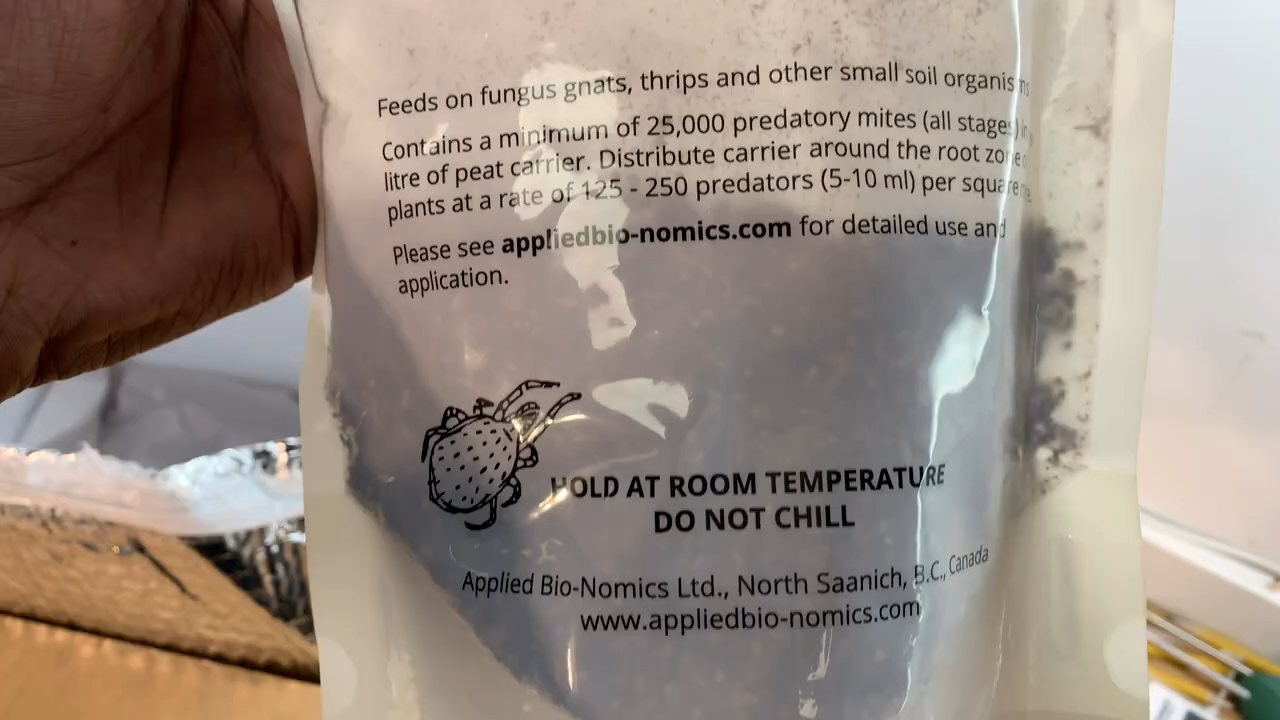 Feeds on fungus gnats, thrips and other small soil organisms
Contains a minimum of 25,000 predatory mites (all stages) in
litre of peat carrier. Distribute carrier around the root zone
plants at a rate of 125 - 250 predators (5-10 ml) per square
Please see appliedbio-nomics.com for detailed use and
application.
HOLD AT ROOM TEMPERATURE
DO NOT CHILL
Applied Bio-Nomics Ltd., North Saanich, B.C., Canada
www.appliedbio-nomics.com